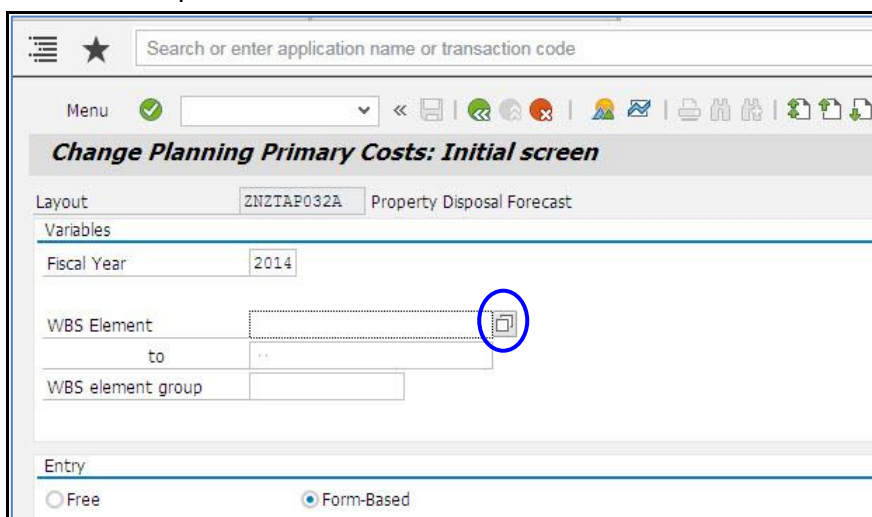 Search or enter application name or transaction code
Menu
Change Planning Primary Costs: Initial screen
Layout ZNZTAP032A Property Disposal Forecast
Variables
Fiscal Year 2014
WBS Element
to ..
WBS element group
Entry
Free Form-Based